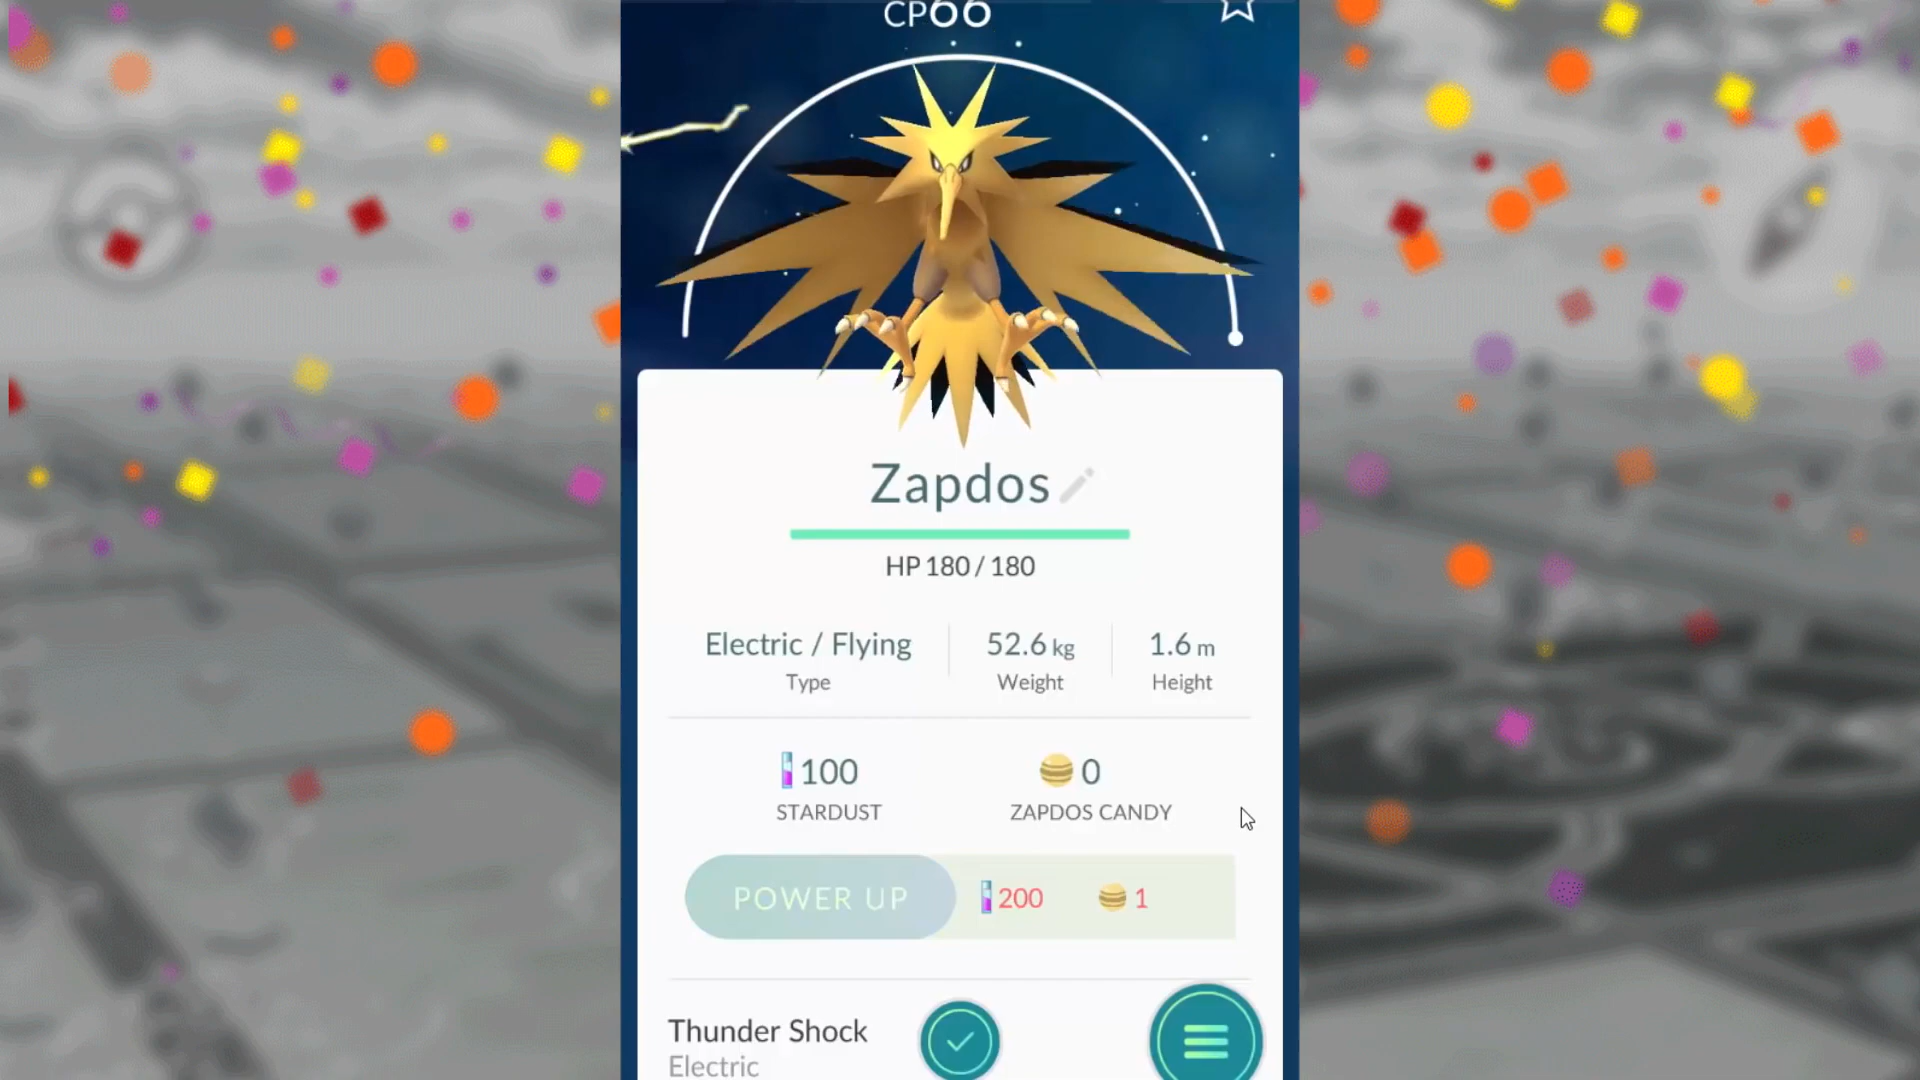 CP66
Zapdos
HP 180 / 180
Electric / Flying
Type
52.6 kg
Weight
1.6 m
Height
100
STARDUST
0
ZAPDOS CANDY
POWER UP
200
1
Thunder Shock
Electric